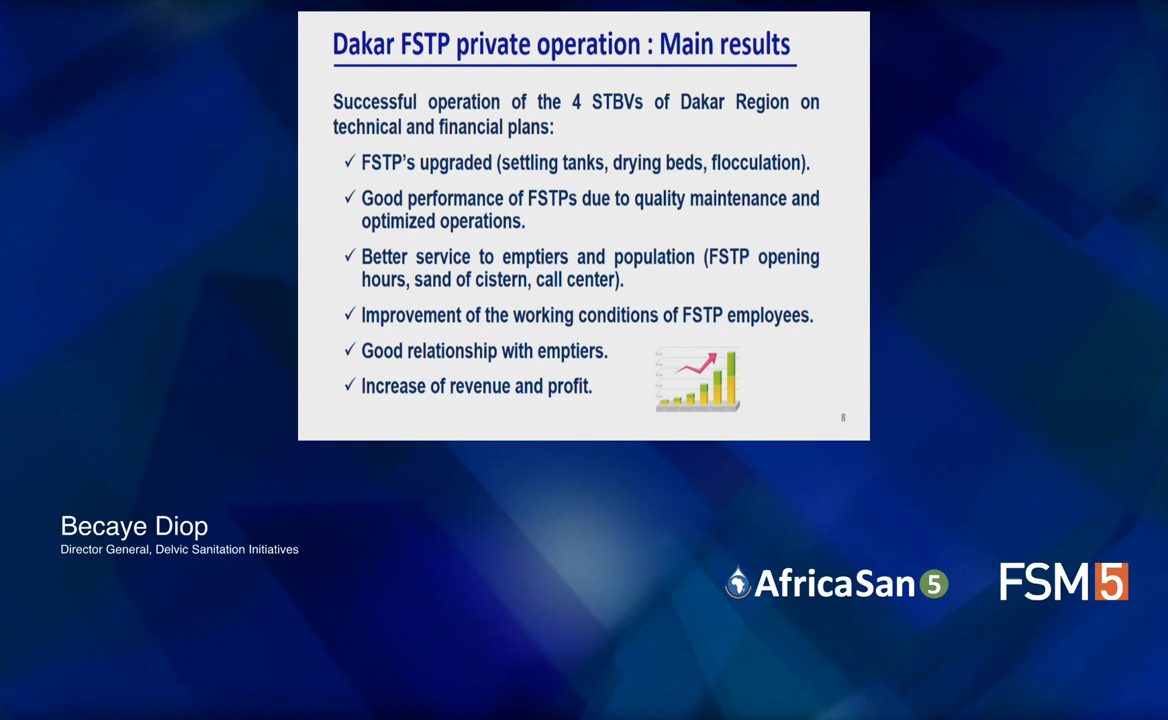 Dakar FSTP private operation : Main results
Successful operation of the 4 STBVs of Dakar Region on
technical and financial plans:
✓ FSTP's upgraded (settling tanks, drying beds, flocculation).
✓ Good performance of FSTPs due to quality maintenance and
optimized operations.
✓ Better service to emptiers and population (FSTP opening
hours, sand of cistern, call center).
✓ Improvement of the working conditions of FSTP employees.
✓ Good relationship with emptiers.
✓ Increase of revenue and profit.
8
Becaye Diop
Director General, Delvic Sanitation Initiatives
AfricaSan 5
FSM5